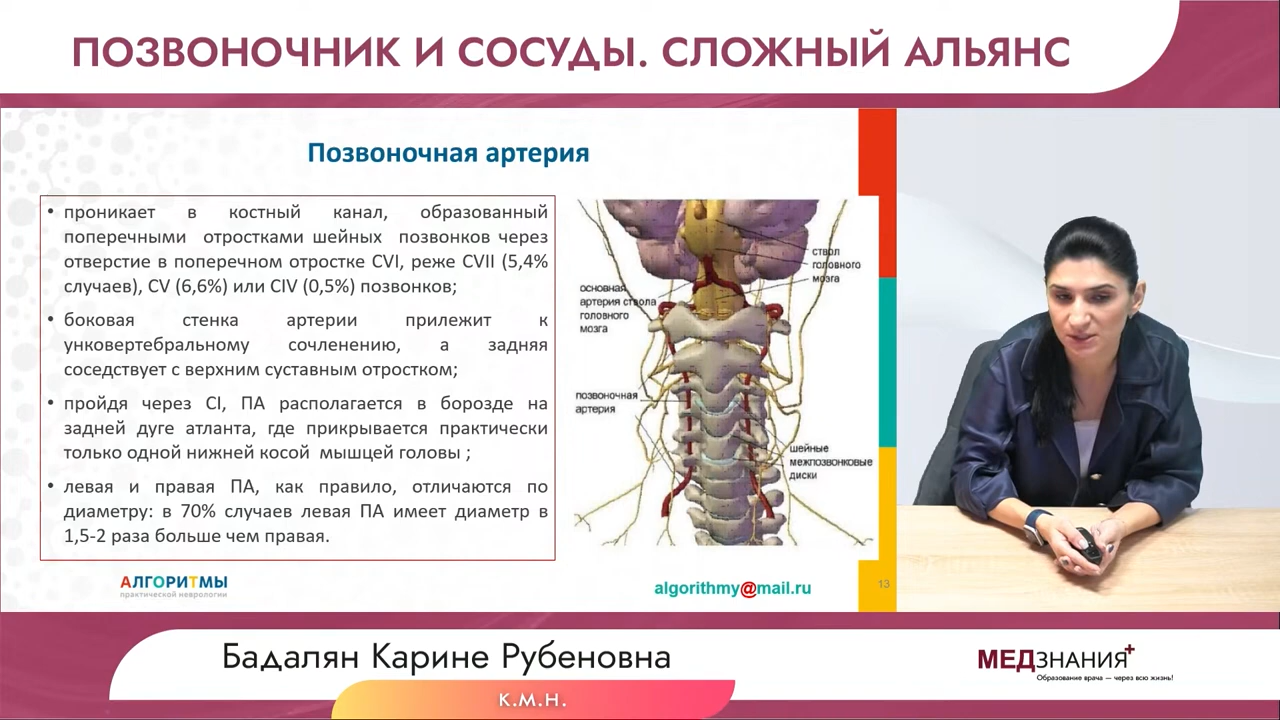 ПОЗВОНОЧНИК И СОСУДЫ. СЛОЖНЫЙ АЛЬЯНС
Позвоночная артерия
• проникает в костный канал, образованный
поперечными отростками шейных позвонков через
отверстие в поперечном отростке CVI, реже CVII (5,4%
случаев), CV (6,6%) или CIV (0,5%) позвонков;
• боковая стенка артерии прилежит к
унковертебральному сочленению, а задняя
соседствует с верхним суставным отростком;
• пройдя через CI, ПА располагается в борозде на
задней дуге атланта, где прикрывается практически
только одной нижней косой мышцей головы ;
• левая и правая ПА, как правило, отличаются по
диаметру: в 70% случаев левая ПА имеет диаметр в
1,5-2 раза больше чем правая.
ствол
головного
мозга
основная
артерия ствола
головного
мозга
позвоночная
артерия
шейные
межпозвонковые
диски
АЛГОРИТМЫ
практической неврологии
algorithmy@mail.ru
13
Бадалян Карине Рубеновна
К.М.Н.
МЕДЗНАНИЯ+
Образование врача — через всю жизнь!